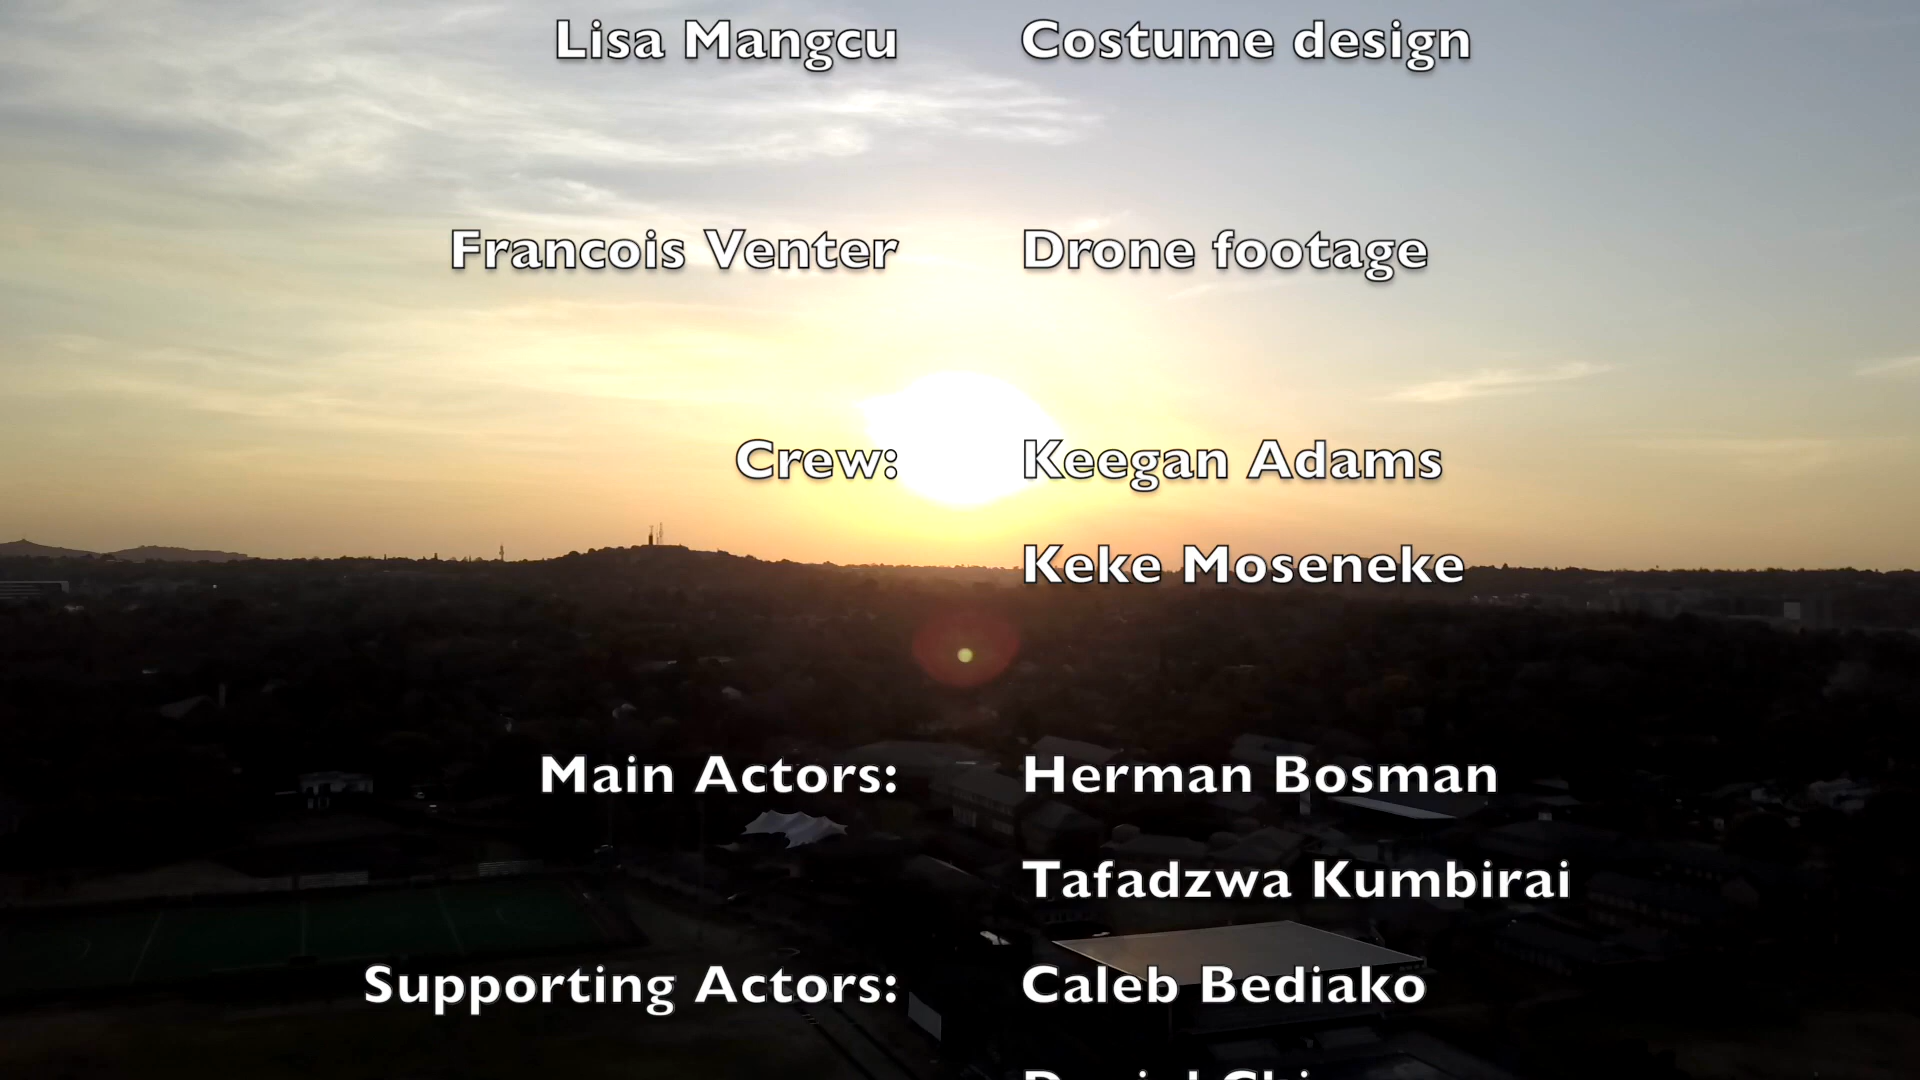 Lisa Mangcu Costume design
Francois Venter Drone footage
Crew: Keegan Adams
Keke Moseneke
Main Actors: Herman Bosman
Tafadzwa Kumbirai
Supporting Actors: Caleb Bediako